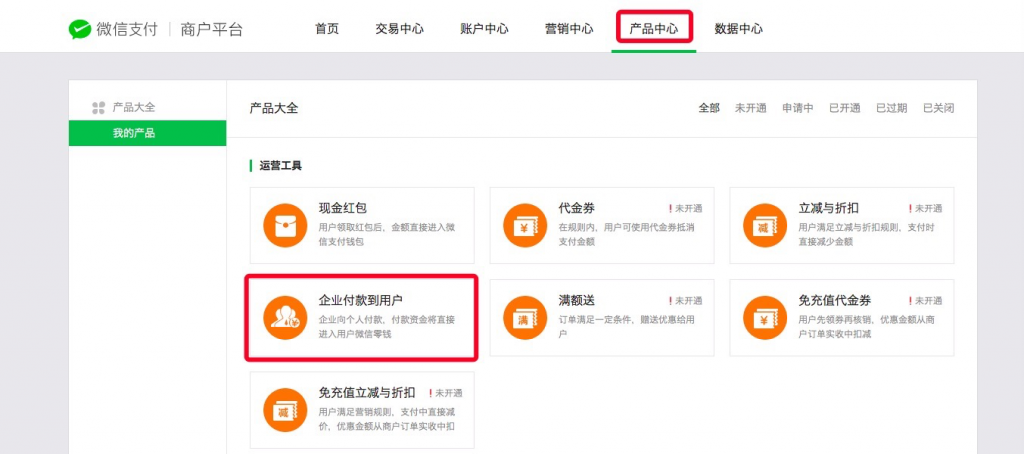 微信支付 | 商户平台 首页 交易中心 账户中心 营销中心 产品中心 数据中心
产品大全
我的产品
产品大全 全部 未开通 申请中 已开通 已过期 已关闭
运营工具
现金红包
用户领取红包后，金额直接进入微
信支付钱包
代金券 ! 未开通
在规则内，用户可使用代金券抵消
支付金额
立减与折扣 ! 未开通
用户满足立减与折扣规则，支付时
直接减少金额
企业付款到用户
企业向个人付款，付款资金将直接
进入用户微信零钱
满额送 ! 未开通
订单满足一定条件，赠送优惠给用
户
免充值代金券 ! 未开通
用户先领券再核销，优惠金额从商
户订单实收中扣减
免充值立减与折扣 ! 未开通
用户满足营销规则，支付中直接减
价，优惠金额从商户订单实收中扣